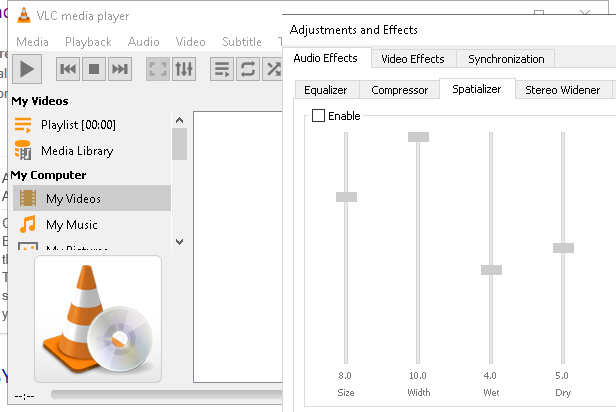 VLC media player
Media Playback Audio Video Subtitle
Adjustments and Effects
Audio Effects Video Effects Synchronization
Equalizer Compressor Spatializer Stereo Widener
Enable
My Videos
Playlist [00:00]
Media Library
My Computer
My Videos
My Music
My Pictures
8.0 10.0 4.0 5.0
Size Width Wet Dry
--:--